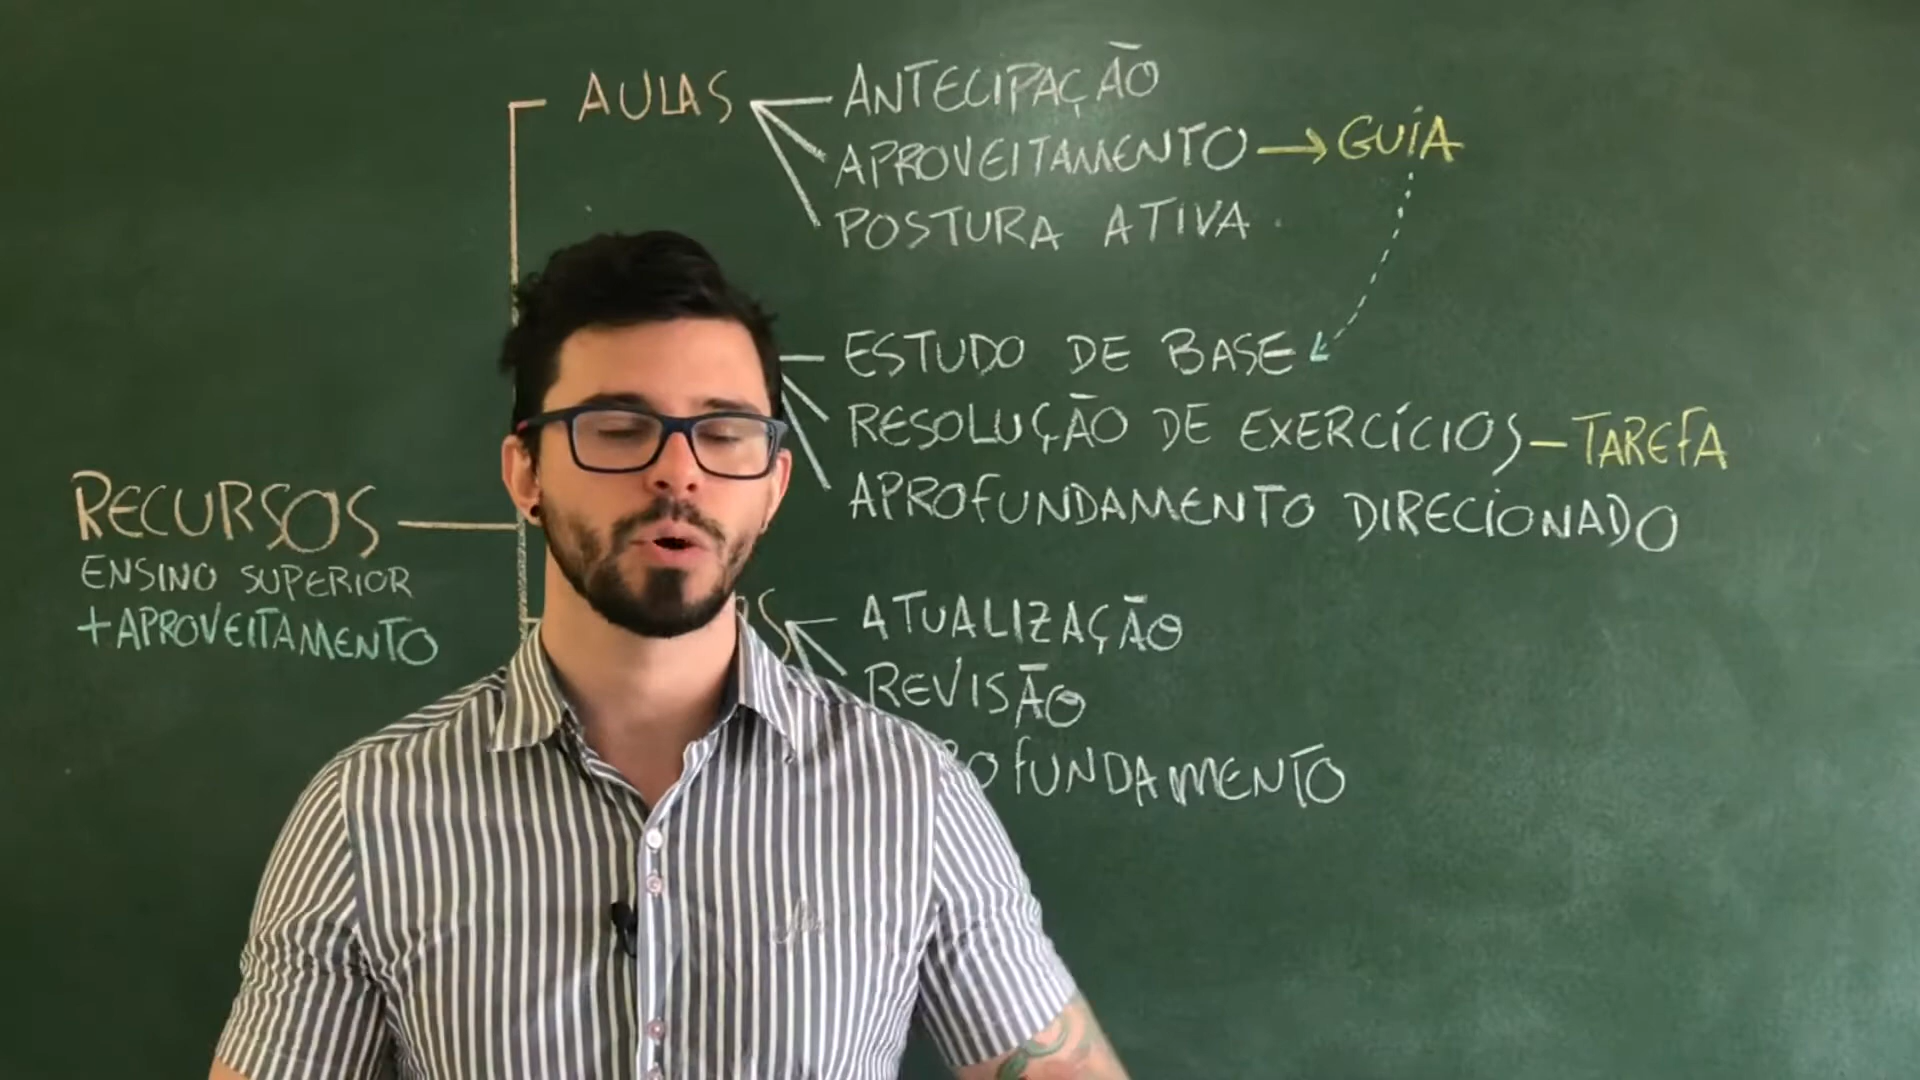 AULAS
ANTECIPAÇÃO
APROVEITAMENTO → GUIA
POSTURA ATIVA
ESTUDO DE BASE
RESOLUÇÃO DE EXERCÍCIOS – TAREFA
APROFUNDAMENTO DIRECIONADO
RECURSOS
ENSINO SUPERIOR
+ APROVEITAMENTO
ATUALIZAÇÃO
REVISÃO
OFUNDAMENTO